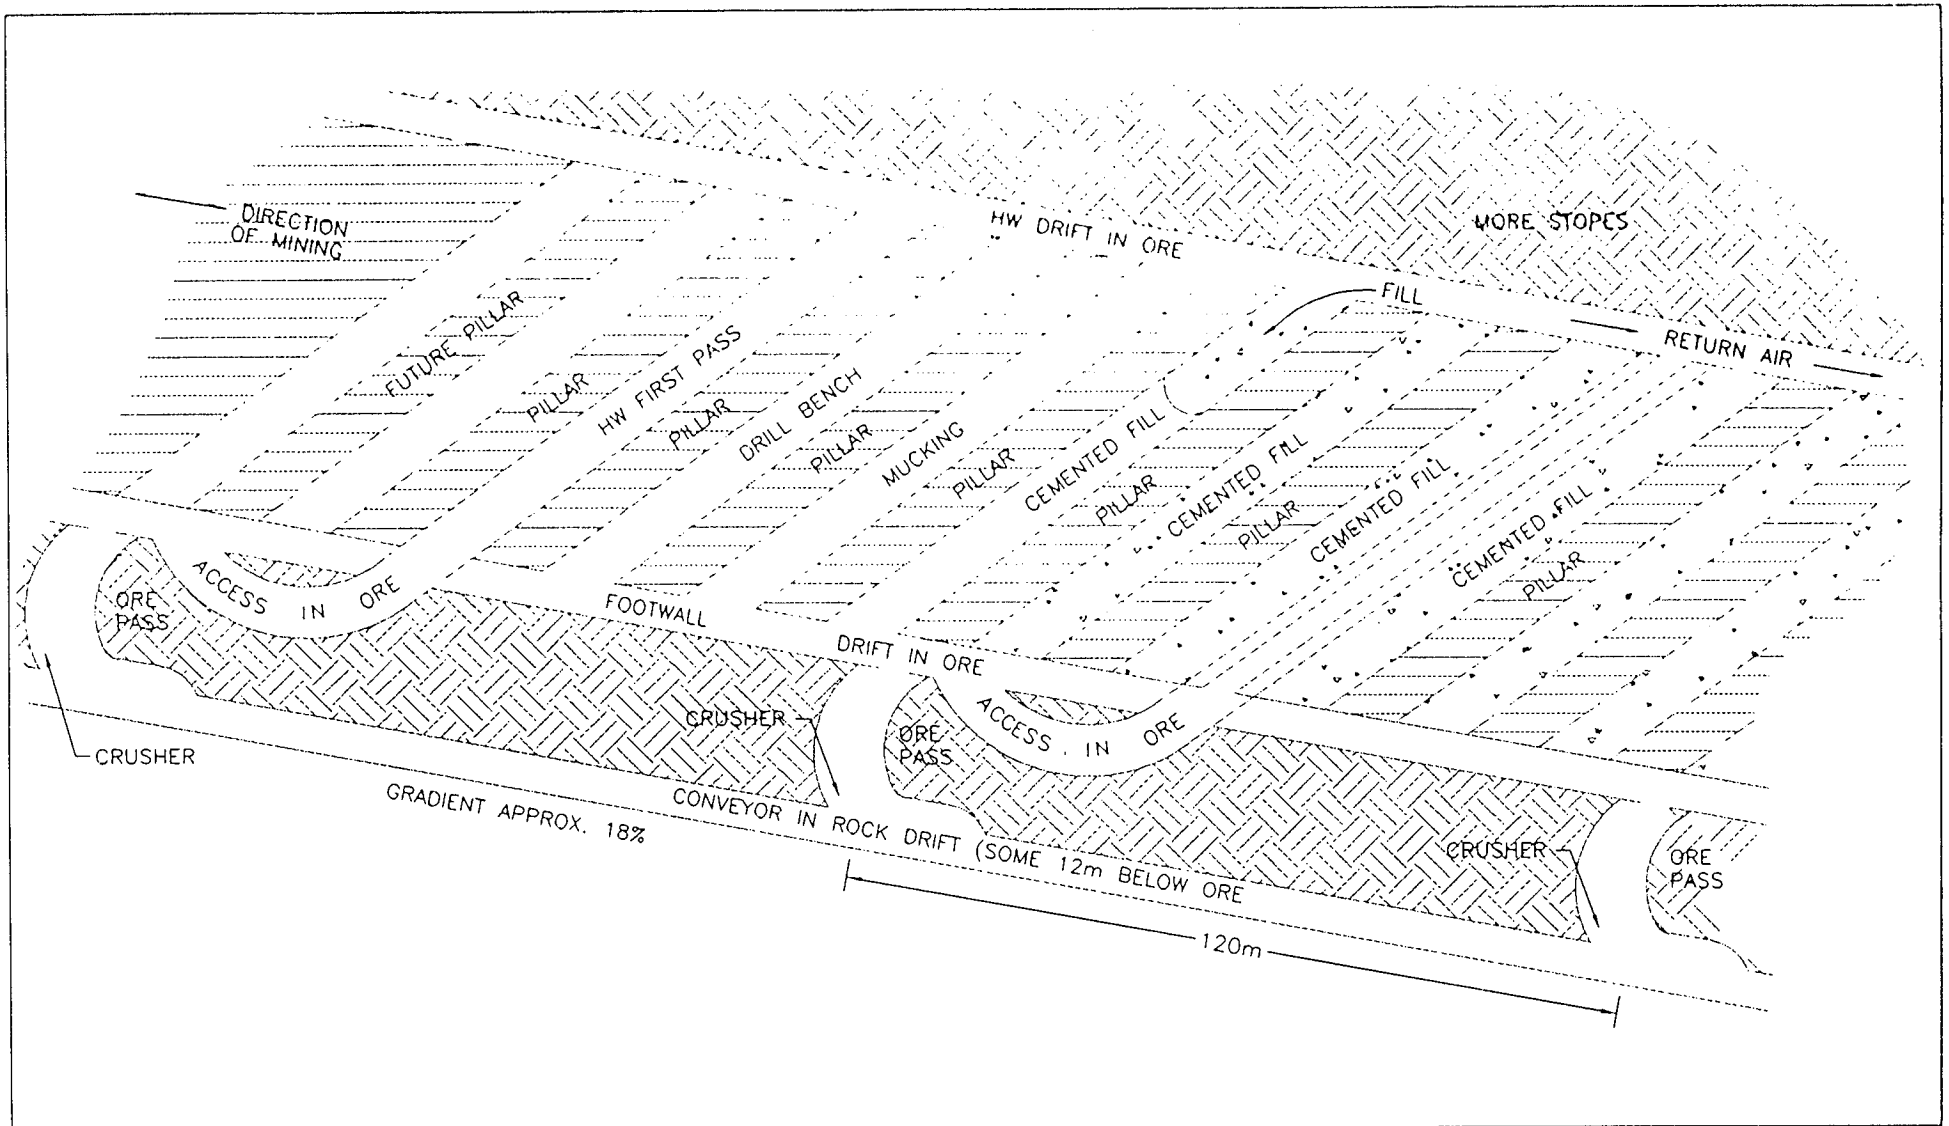 DIRECTION
OF MINING
HW DRIFT IN ORE
MORE STOPES
FILL
RETURN AIR
FUTURE PILLAR
PILLAR
HW FIRST PASS
PILLAR
DRILL BENCH
PILLAR
MUCKING
PILLAR
CEMENTED FILL
PILLAR
CEMENTED FILL
PILLAR
CEMENTED FILL
CEMENTED FILL
PILLAR
ORE
PASS
ACCESS IN ORE
FOOTWALL
DRIFT IN ORE
CRUSHER
CRUSHER
ORE
PASS
ACCESS IN ORE
GRADIENT APPROX. 18%
CONVEYOR IN ROCK DRIFT (SOME 12m BELOW ORE
CRUSHER
ORE
PASS
120m